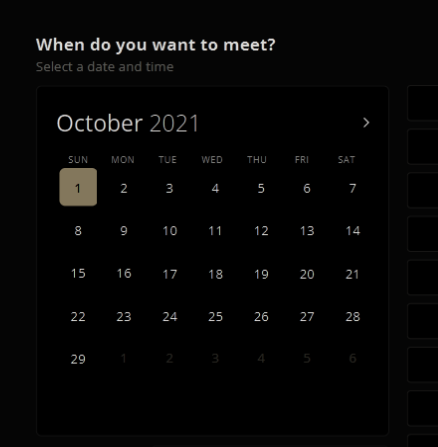 When do you want to meet?
Select a date and time
October 2021 >
SUN MON TUE WED THU FRI SAT
1 2 3 4 5 6 7
8 9 10 11 12 13 14
15 16 17 18 19 20 21
22 23 24 25 26 27 28
29 1 2 3 4 5 6